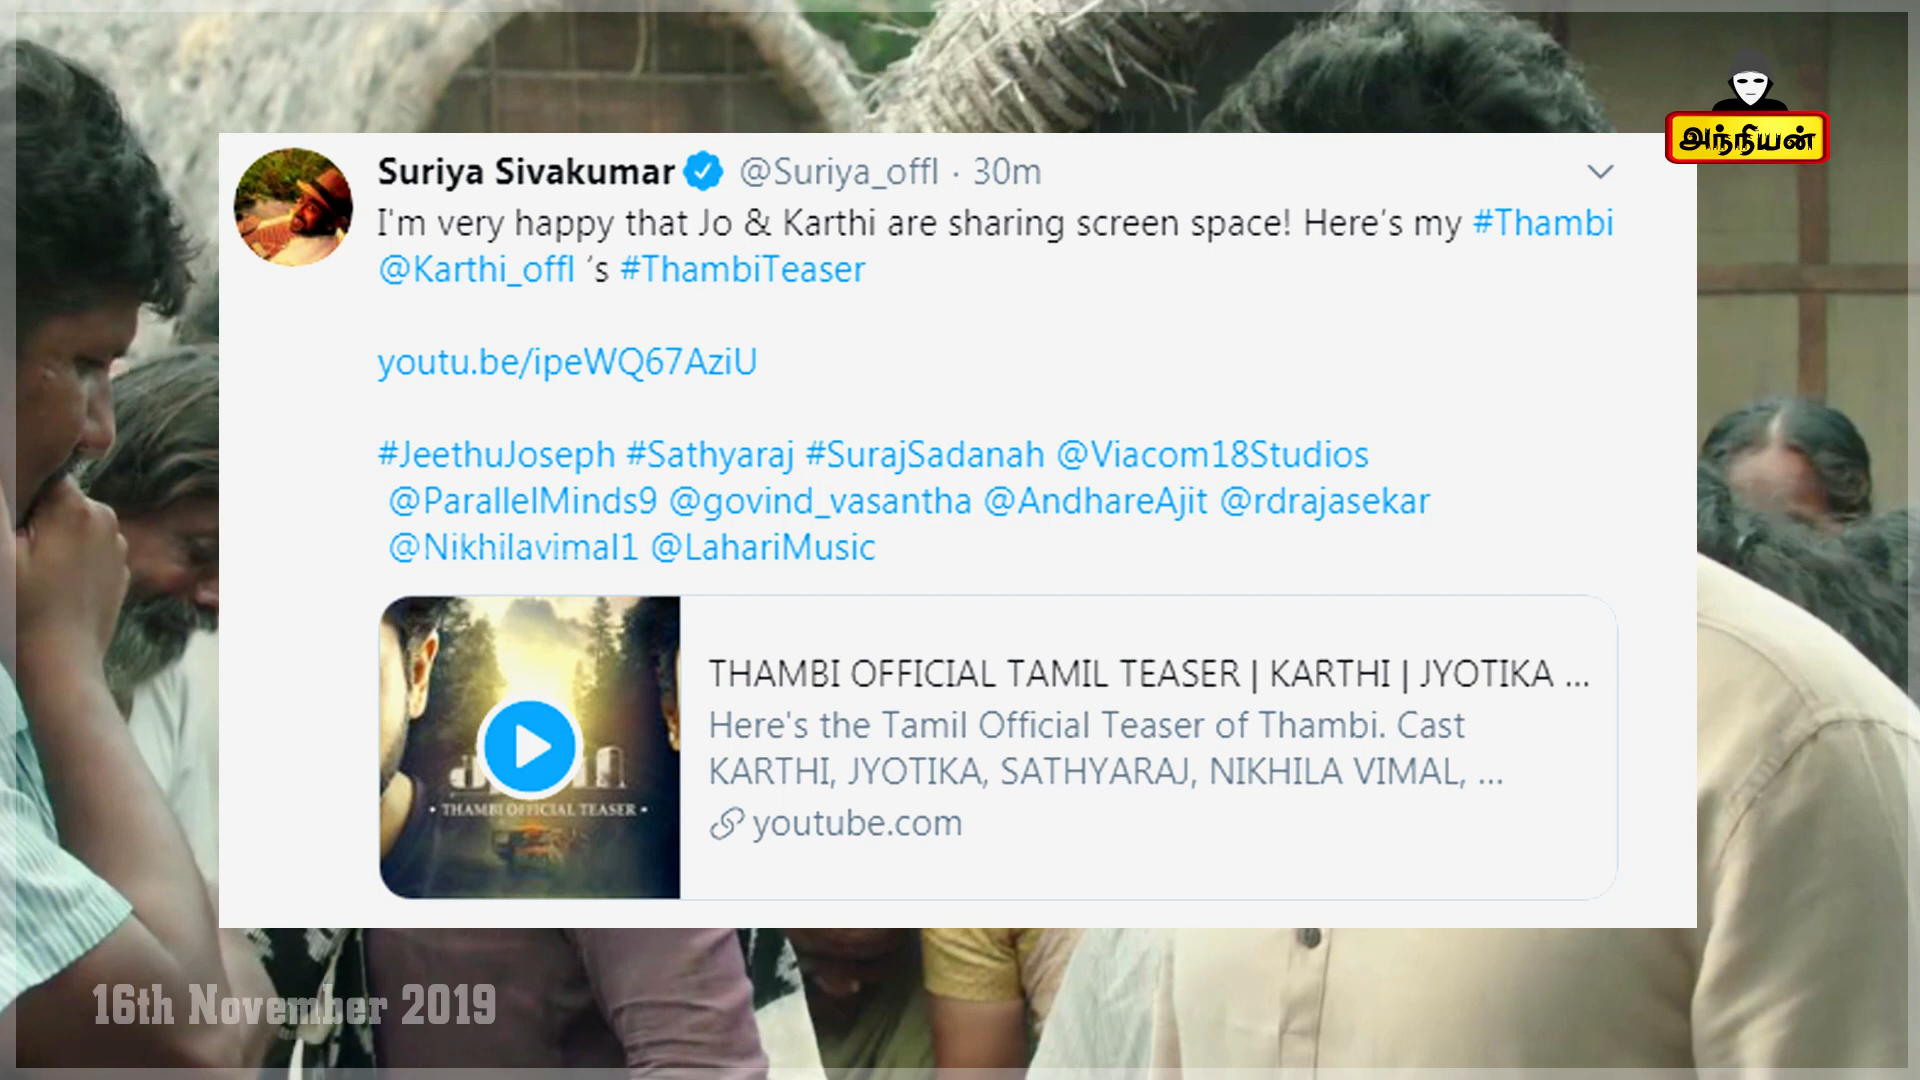 அந்நியன்
Suriya Sivakumar @Suriya_offl · 30m
I'm very happy that Jo & Karthi are sharing screen space! Here's my #Thambi
@Karthi_offl ’s #ThambiTeaser
youtu.be/ipeWQ67AziU
#JeethuJoseph #Sathyaraj #SurajSadanah @Viacom18Studios
@ParallelMinds9 @govind_vasantha @AndhareAjit @rdrajasekar
@Nikhilavimal1 @LahariMusic
• THAMBI OFFICIAL TEASER •
THAMBI OFFICIAL TAMIL TEASER | KARTHI | JYOTIKA ...
Here's the Tamil Official Teaser of Thambi. Cast
KARTHI, JYOTIKA, SATHYARAJ, NIKHILA VIMAL, ...
youtube.com
16th November 2019